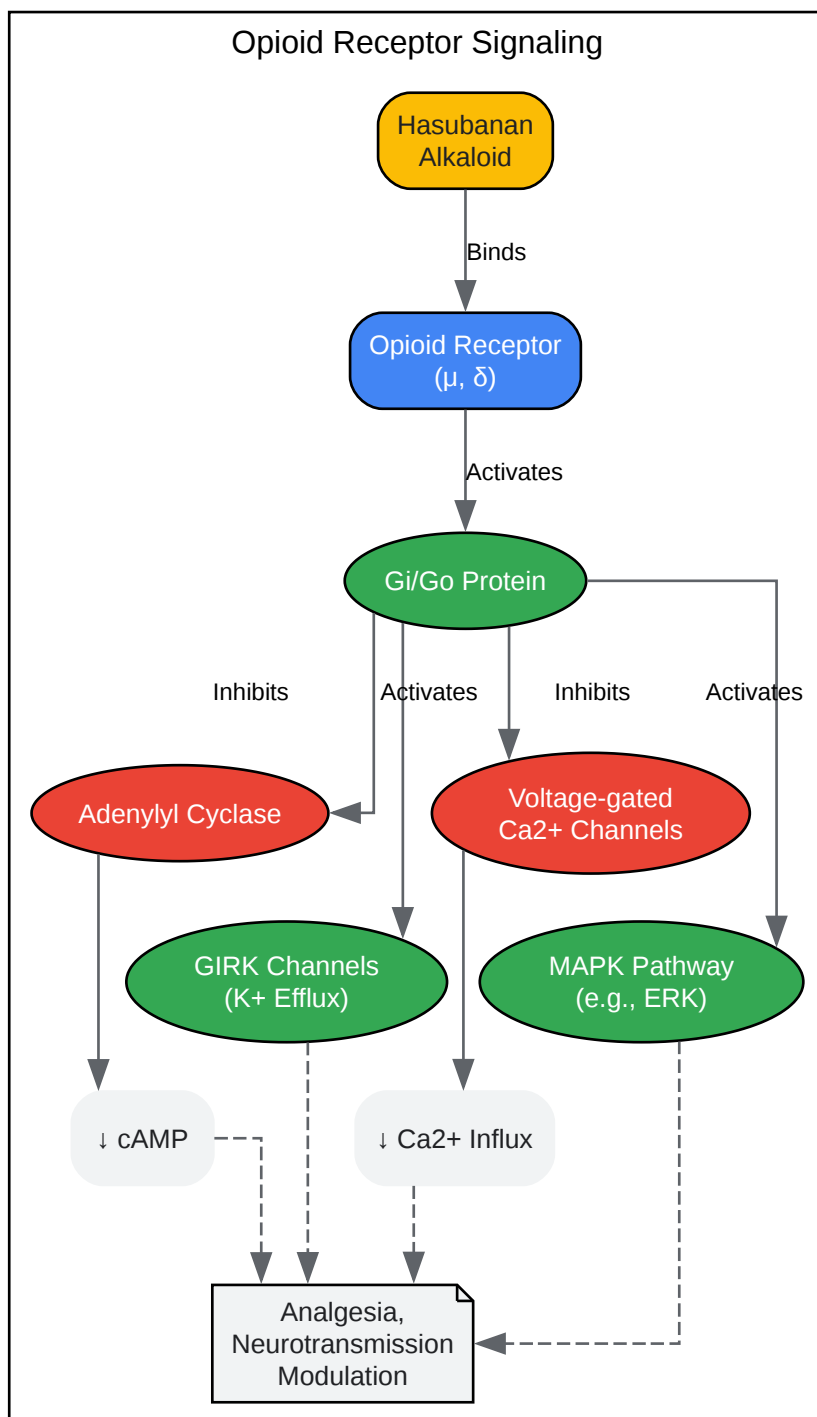 Opioid Receptor Signaling
Hasubanan
Alkaloid
Binds
Opioid Receptor
(μ, δ)
Activates
Gi/Go Protein
Inhibits
Activates
Inhibits
Activates
Adenylyl Cyclase
Voltage-gated
Ca2+ Channels
GIRK Channels
(K+ Efflux)
MAPK Pathway
(e.g., ERK)
↓ cAMP
↓ Ca2+ Influx
Analgesia,
Neurotransmission
Modulation